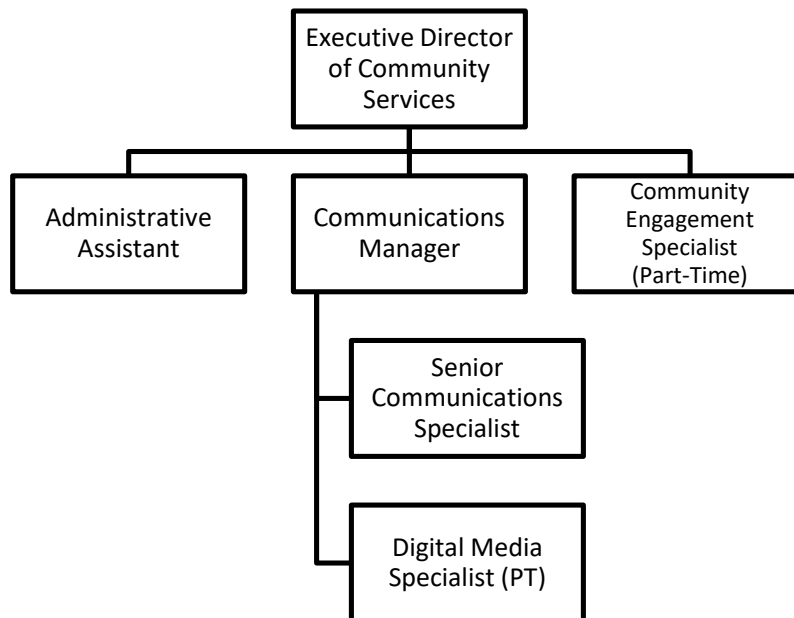 Executive Director
of Community
Services
Administrative
Assistant
Communications
Manager
Community
Engagement
Specialist
(Part-Time)
Senior
Communications
Specialist
Digital Media
Specialist (PT)